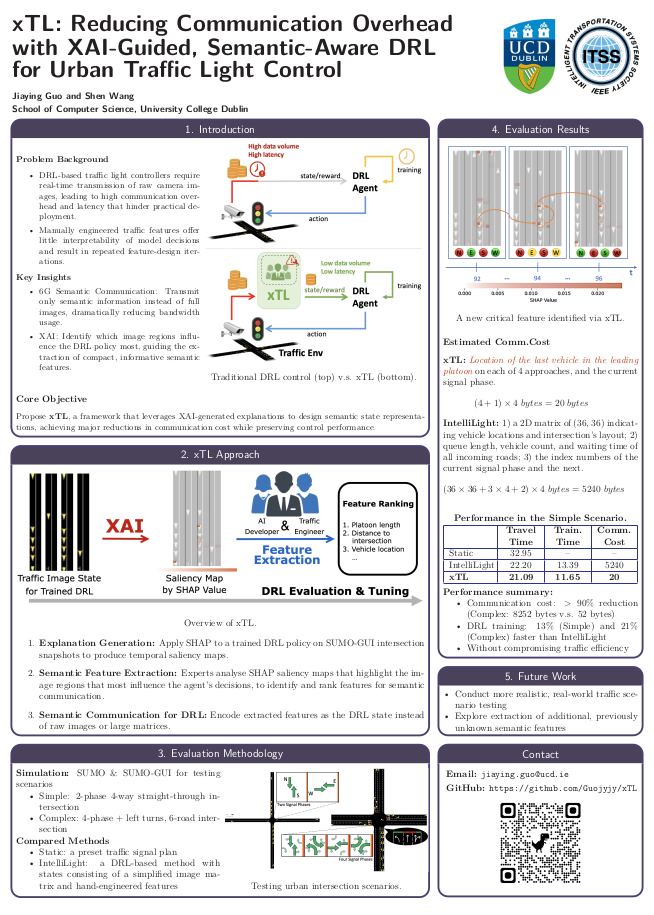 xTL: Reducing Communication Overhead
with XAI-Guided, Semantic-Aware DRL
for Urban Traffic Light Control
Jiaying Guo and Shen Wang
School of Computer Science, University College Dublin
UCD
DUBLIN
INTELLIGENT TRANSPORTATION SYSTEMS SOCIETY
ITSS
IEEE
1. Introduction
Problem Background
• DRL-based traffic light controllers require
real-time transmission of raw camera im-
ages, leading to high communication over-
head and latency that hinder practical de-
ployment.
• Manually engineered traffic features offer
little interpretability of model decisions
and result in repeated feature-design iter-
ations.
Key Insights
• 6G Semantic Communication: Transmit
only semantic information instead of full
images, dramatically reducing bandwidth
usage.
• XAI: Identify which image regions influ-
ence the DRL policy most, guiding the ex-
traction of compact, informative semantic
features.
High data volume
High latency
state/reward
DRL
Agent
training
action
Low data volume
Low latency
xTL
state/reward
DRL
Agent
training
action
Traffic Env
Traditional DRL control (top) v.s. xTL (bottom).
Core Objective
Propose xTL, a framework that leverages XAI-generated explanations to design semantic state representa-
tions, achieving major reductions in communication cost while preserving control performance.
2. xTL Approach
XAI
AI
Developer
&
Traffic
Engineer
Feature
Extraction
Feature Ranking
1. Platoon length
2. Distance to
intersection
3. Vehicle location
...
Traffic Image State
for Trained DRL
Saliency Map
by SHAP Value
DRL Evaluation & Tuning
Overview of xTL.
1. Explanation Generation: Apply SHAP to a trained DRL policy on SUMO-GUI intersection
snapshots to produce temporal saliency maps.
2. Semantic Feature Extraction: Experts analyse SHAP saliency maps that highlight the im-
age regions that most influence the agent's decisions, to identify and rank features for semantic
communication.
3. Semantic Communication for DRL: Encode extracted features as the DRL state instead
of raw images or large matrices.
3. Evaluation Methodology
Simulation: SUMO & SUMO-GUI for testing
scenarios
• Simple: 2-phase 4-way straight-through in-
tersection
• Complex: 4-phase + left turns, 6-road inter-
section
Compared Methods
• Static: a preset traffic signal plan
• IntelliLight: a DRL-based method with
states consisting of a simplified image ma-
trix and hand-engineered features
N
S
W
E
Two Signal Phases
Four Signal Phases
Testing urban intersection scenarios.
4. Evaluation Results
N E S W
N E S W
N E S W
92 ... 94 ... 96 t
0.000 0.005 0.010 0.015 0.020
SHAP Value
A new critical feature identified via xTL.
Estimated Comm.Cost
xTL: Location of the last vehicle in the leading
platoon on each of 4 approaches, and the current
signal phase.
(4 + 1) × 4 bytes = 20 bytes
IntelliLight: 1) a 2D matrix of (36, 36) indicat-
ing vehicle locations and intersection's layout; 2)
queue length, vehicle count, and waiting time of
all incoming roads; 3) the index numbers of the
current signal phase and the next.
(36 × 36 + 3 × 4 + 2) × 4 bytes = 5240 bytes
Performance in the Simple Scenario.
Travel Time Train. Time Comm. Cost
Static 32.95 – –
IntelliLight 22.20 13.39 5240
xTL 21.09 11.65 20
Performance summary:
• Communication cost: > 90% reduction
(Complex: 8252 bytes v.s. 52 bytes)
• DRL training: 13% (Simple) and 21%
(Complex) faster than IntelliLight
• Without compromising traffic efficiency
5. Future Work
• Conduct more realistic, real-world traffic sce-
nario testing
• Explore extraction of additional, previously
unknown semantic features
Contact
Email: jiaying.guo@ucd.ie
GitHub: https://github.com/Guojyjy/xTL